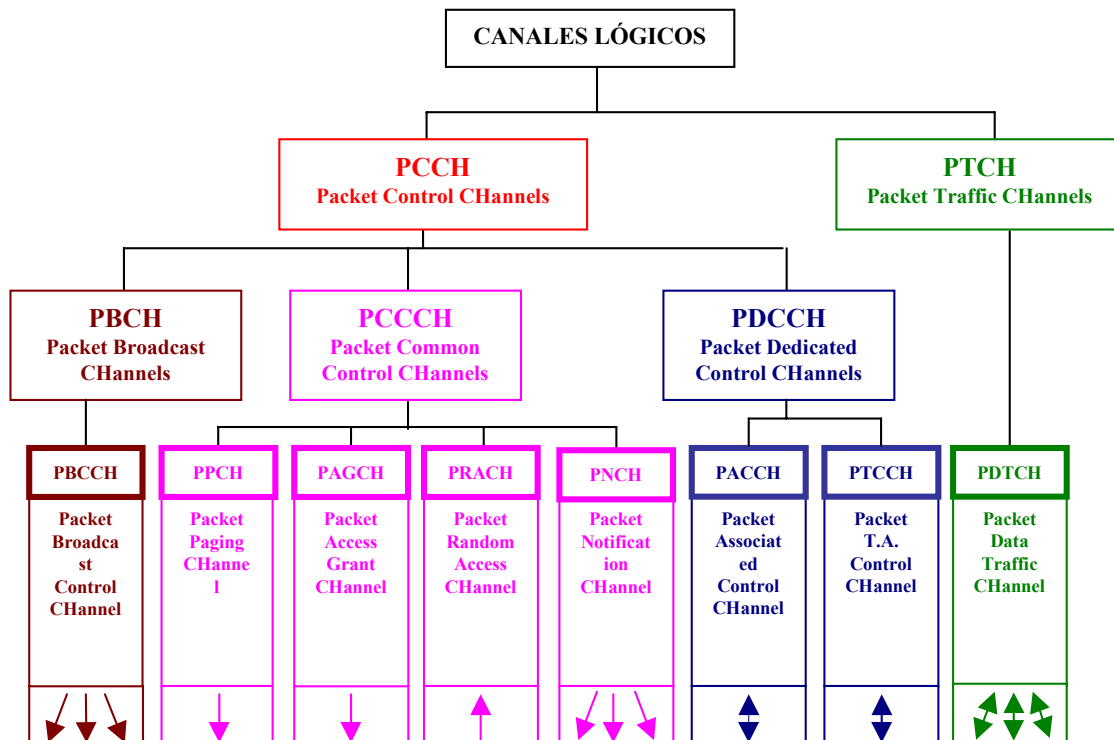 CANALES LÓGICOS
PCCH
Packet Control CHannels
PTCH
Packet Traffic CHannels
PBCH
Packet Broadcast
CHannels
PCCCH
Packet Common
Control CHannels
PDCCH
Packet Dedicated
Control CHannels
PBCCH
Packet
Broadca
st
Control
CHannel
PPCH
Packet
Paging
CHanne
l
PAGCH
Packet
Access
Grant
CHannel
PRACH
Packet
Random
Access
CHannel
PNCH
Packet
Notificat
ion
CHannel
PACCH
Packet
Associat
ed
Control
CHannel
PTCCH
Packet
T.A.
Control
CHannel
PDTCH
Packet
Data
Traffic
CHannel